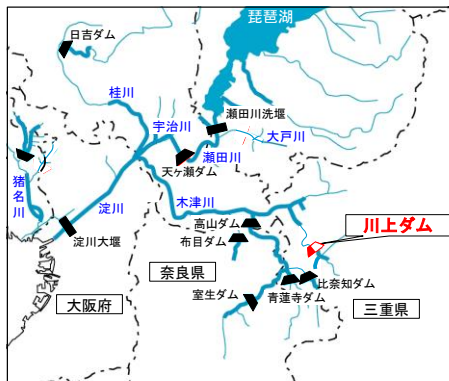 琵琶湖
日吉ダム
桂川
宇治川
瀬田川洗堰
大戸川
瀬田川
天ヶ瀬ダム
猪名川
淀川
木津川
淀川大堰
高山ダム
布目ダム
川上ダム
奈良県
比奈知ダム
青蓮寺ダム
室生ダム
大阪府
三重県